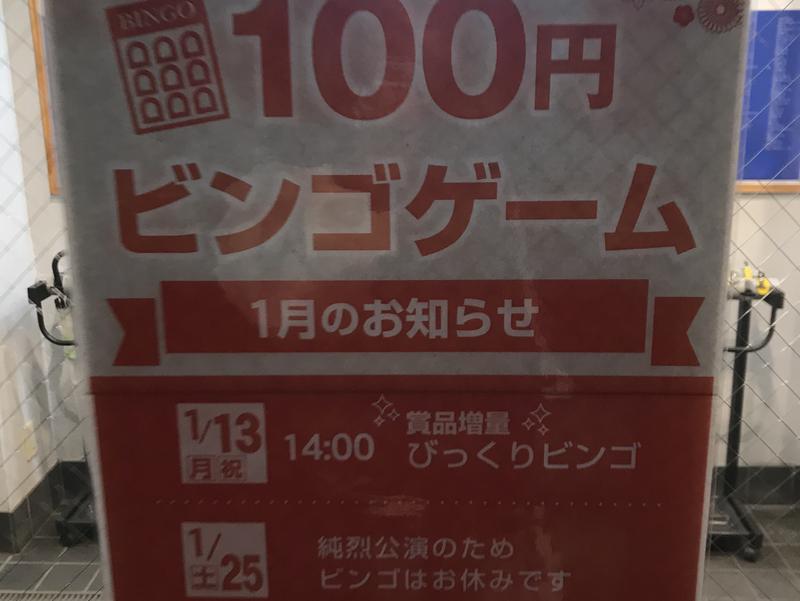 BINGO
100円
ビンゴゲーム
1月のお知らせ
1/13
月 祝
14:00
賞品増量
びっくりビンゴ
1/25
土
純烈公演のため
ビンゴはお休みです